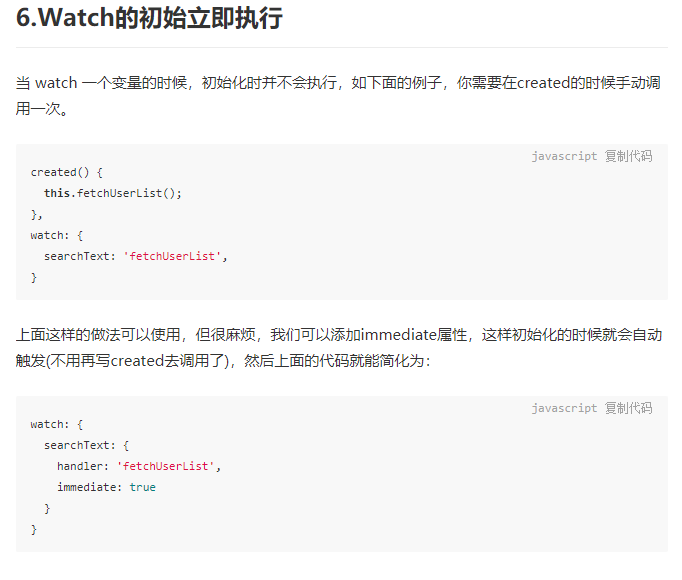 6.Watch的初始立即执行
当 watch 一个变量的时候，初始化时并不会执行，如下面的例子，你需要在created的时候手动调
用一次。
javascript 复制代码
created() {
  this.fetchUserList();
},
watch: {
  searchText: 'fetchUserList',
}
上面这样的做法可以使用，但很麻烦，我们可以添加immediate属性，这样初始化的时候就会自动
触发(不用再写created去调用了)，然后上面的代码就能简化为：
javascript 复制代码
watch: {
  searchText: {
    handler: 'fetchUserList',
    immediate: true
  }
}